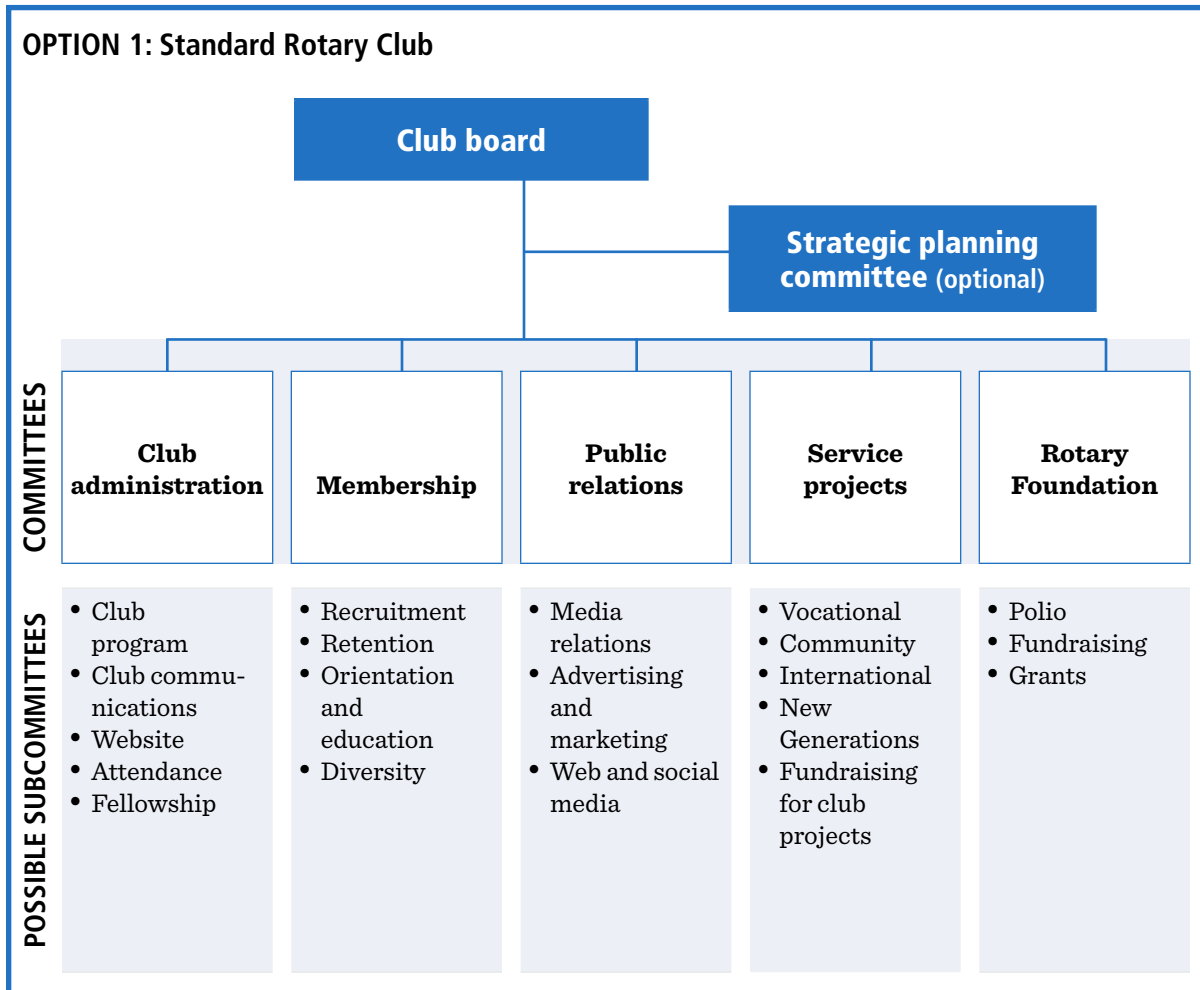 OPTION 1: Standard Rotary Club
Club board
Strategic planning
committee (optional)
COMMITTEES
Club
administration
Membership
Public
relations
Service
projects
Rotary
Foundation
POSSIBLE SUBCOMMITTEES
• Club
program
• Club commu-
nications
• Website
• Attendance
• Fellowship
• Recruitment
• Retention
• Orientation
and
education
• Diversity
• Media
relations
• Advertising
and
marketing
• Web and social
media
• Vocational
• Community
• International
• New
Generations
• Fundraising
for club
projects
• Polio
• Fundraising
• Grants